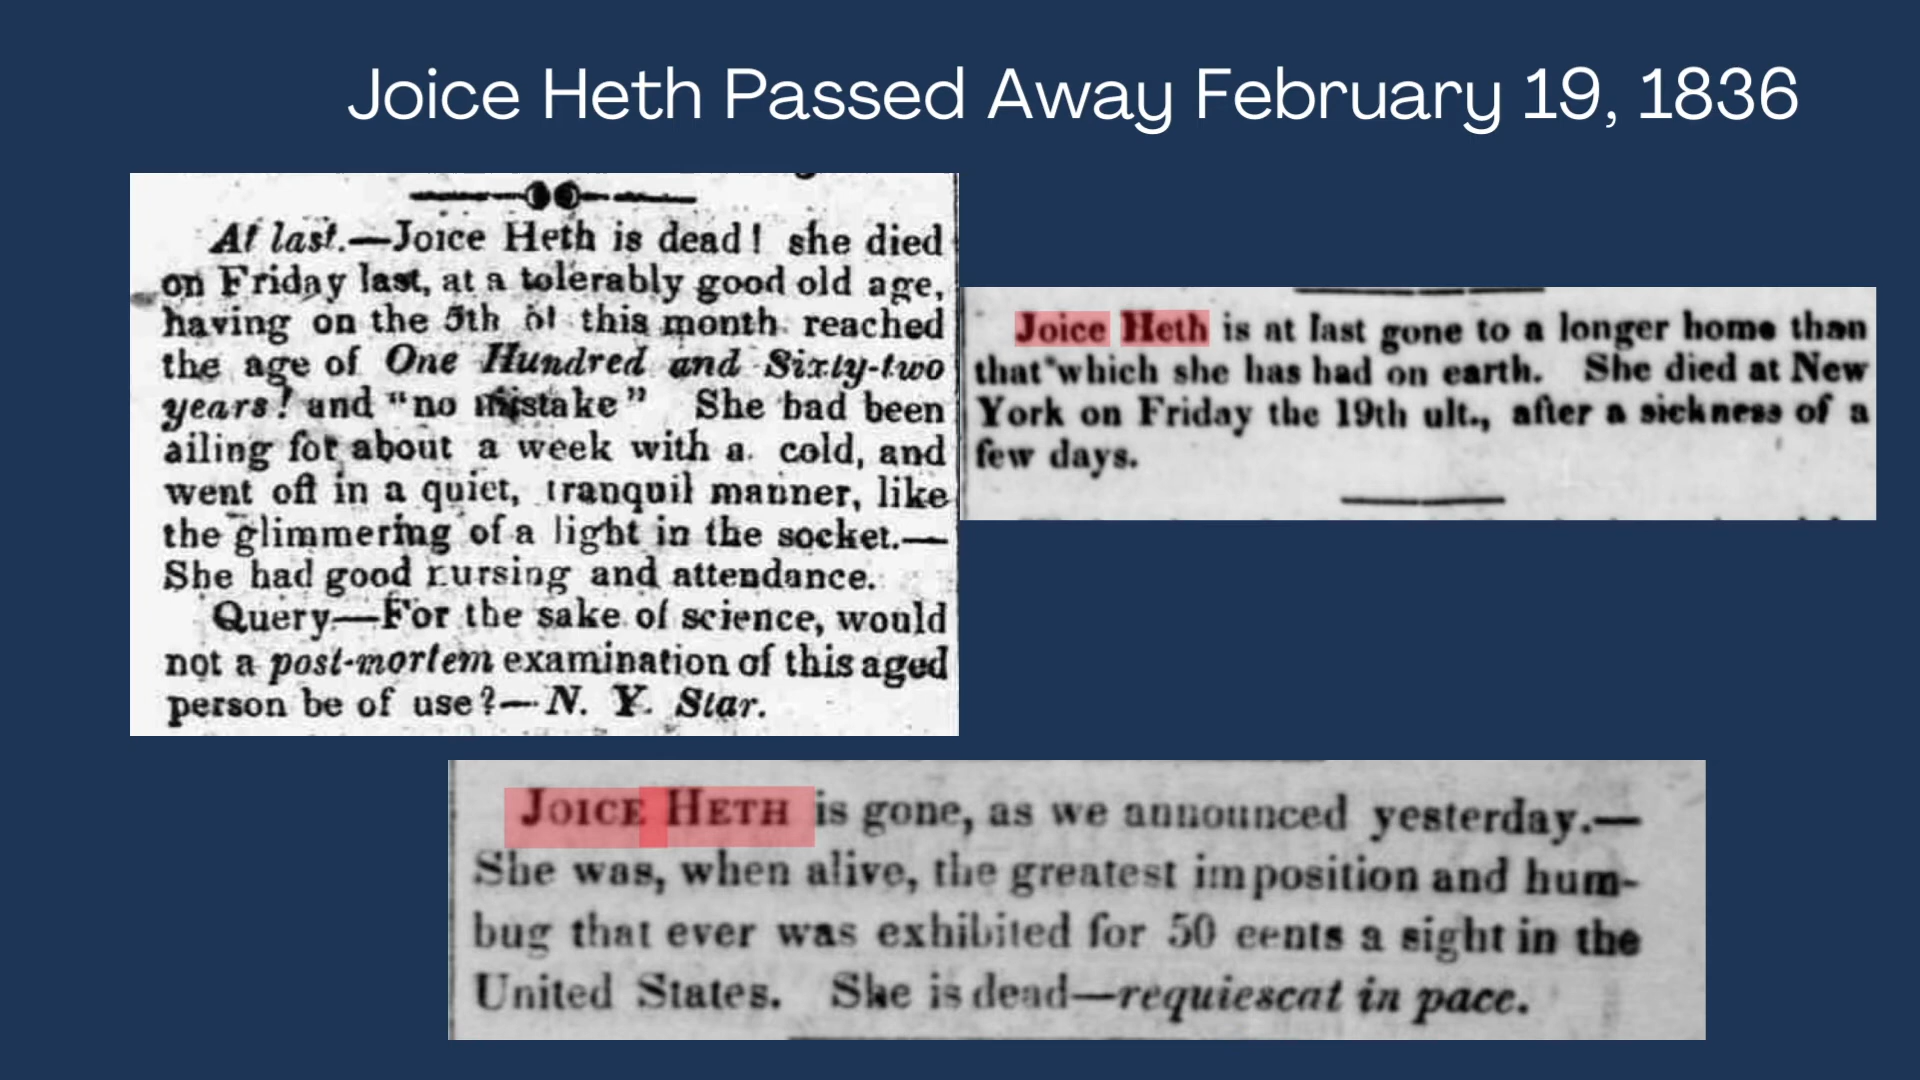 Joice Heth Passed Away February 19, 1836
At last.—Joice Heth is dead! she died
on Friday last, at a tolerably good old age,
having on the 5th of this month reached
the age of One Hundred and Sixty-two
years! and "no mistake" She had been
ailing for about a week with a cold, and
went off in a quiet, tranquil manner, like
the glimmering of a light in the socket.—
She had good nursing and attendance.
Query—For the sake of science, would
not a post-mortem examination of this aged
person be of use?—N. Y. Star.
Joice Heth is at last gone to a longer home than
that which she has had on earth. She died at New
York on Friday the 19th ult., after a sickness of a
few days.
JOICE HETH is gone, as we announced yesterday.—
She was, when alive, the greatest imposition and hum-
bug that ever was exhibited for 50 cents a sight in the
United States. She is dead—requiescat in pace.